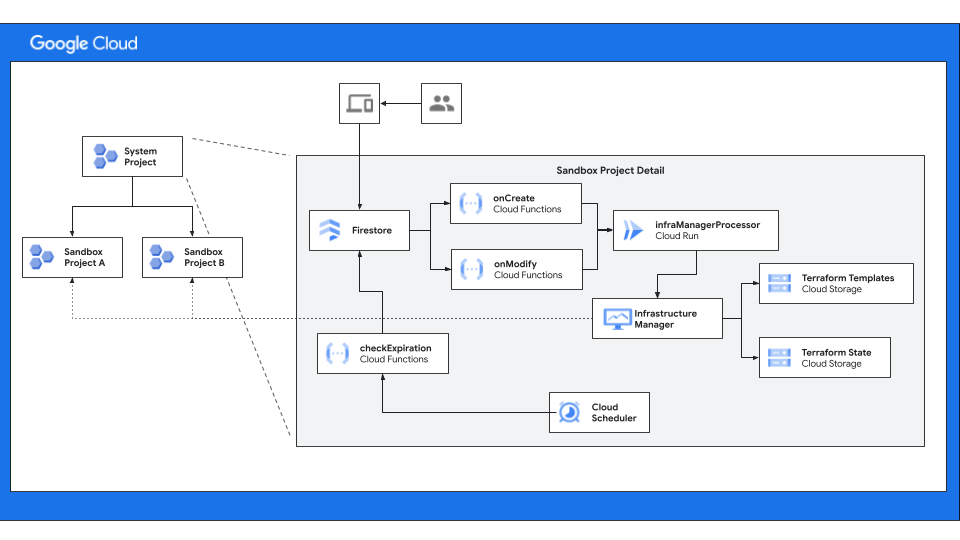 Google Cloud
System
Project
Sandbox
Project A
Sandbox
Project B
Sandbox Project Detail
Firestore
onCreate
Cloud Functions
onModify
Cloud Functions
infraManagerProcessor
Cloud Run
Infrastructure
Manager
Terraform Templates
Cloud Storage
Terraform State
Cloud Storage
checkExpiration
Cloud Functions
Cloud
Scheduler